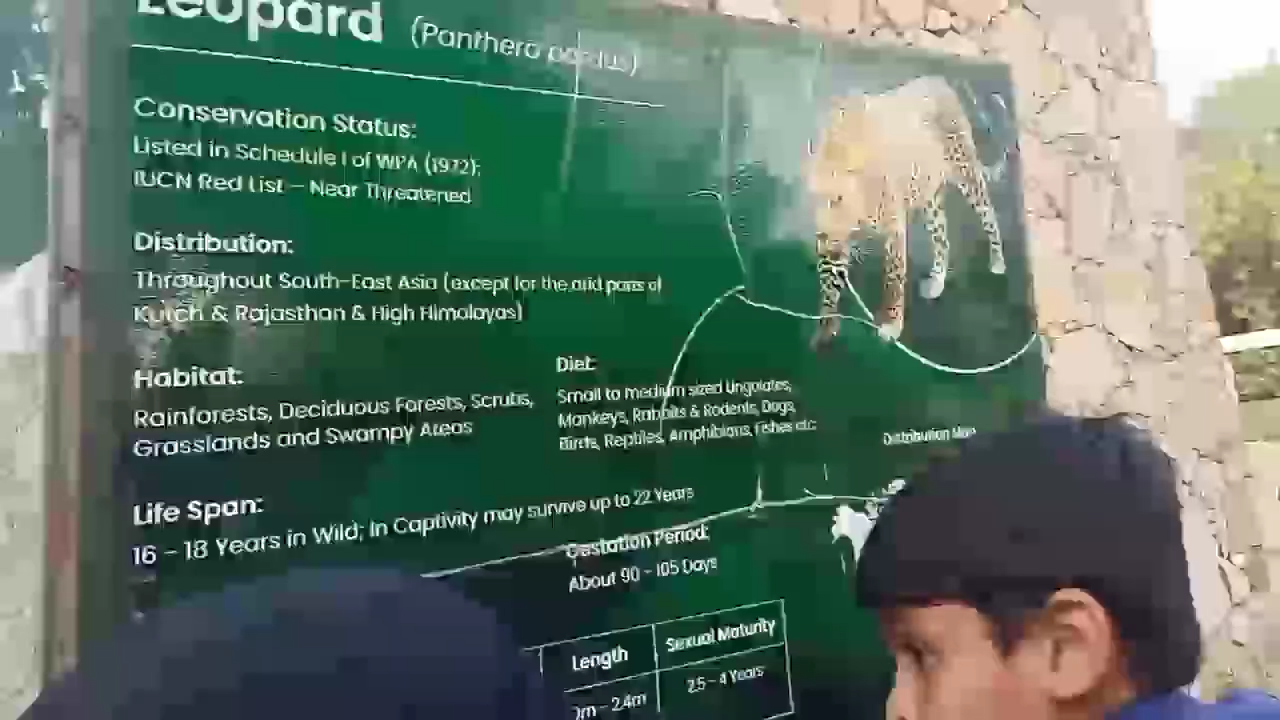 Leopard (Panthera pardus)
Conservation Status:
Listed in Schedule I of WPA (1972);
IUCN Red List - Near Threatened
Distribution:
Throughout South-East Asia (except for the arid parts of
Kutch & Rajasthan & High Himalayas)
Habitat:
Rainforests, Deciduous Forests, Scrubs,
Grasslands and Swampy Areas
Diet:
Small to medium sized Ungolates,
Monkeys, Rabbits & Rodents, Dogs,
Birds, Reptiles, Amphibians, Fishes etc
Distribution Map
Life Span:
16 - 18 Years in Wild; In Captivity may survive up to 22 Years
Gestation Period:
About 90 - 105 Days
Length Sexual Maturity
m - 2.4m 2.5 - 4 Years